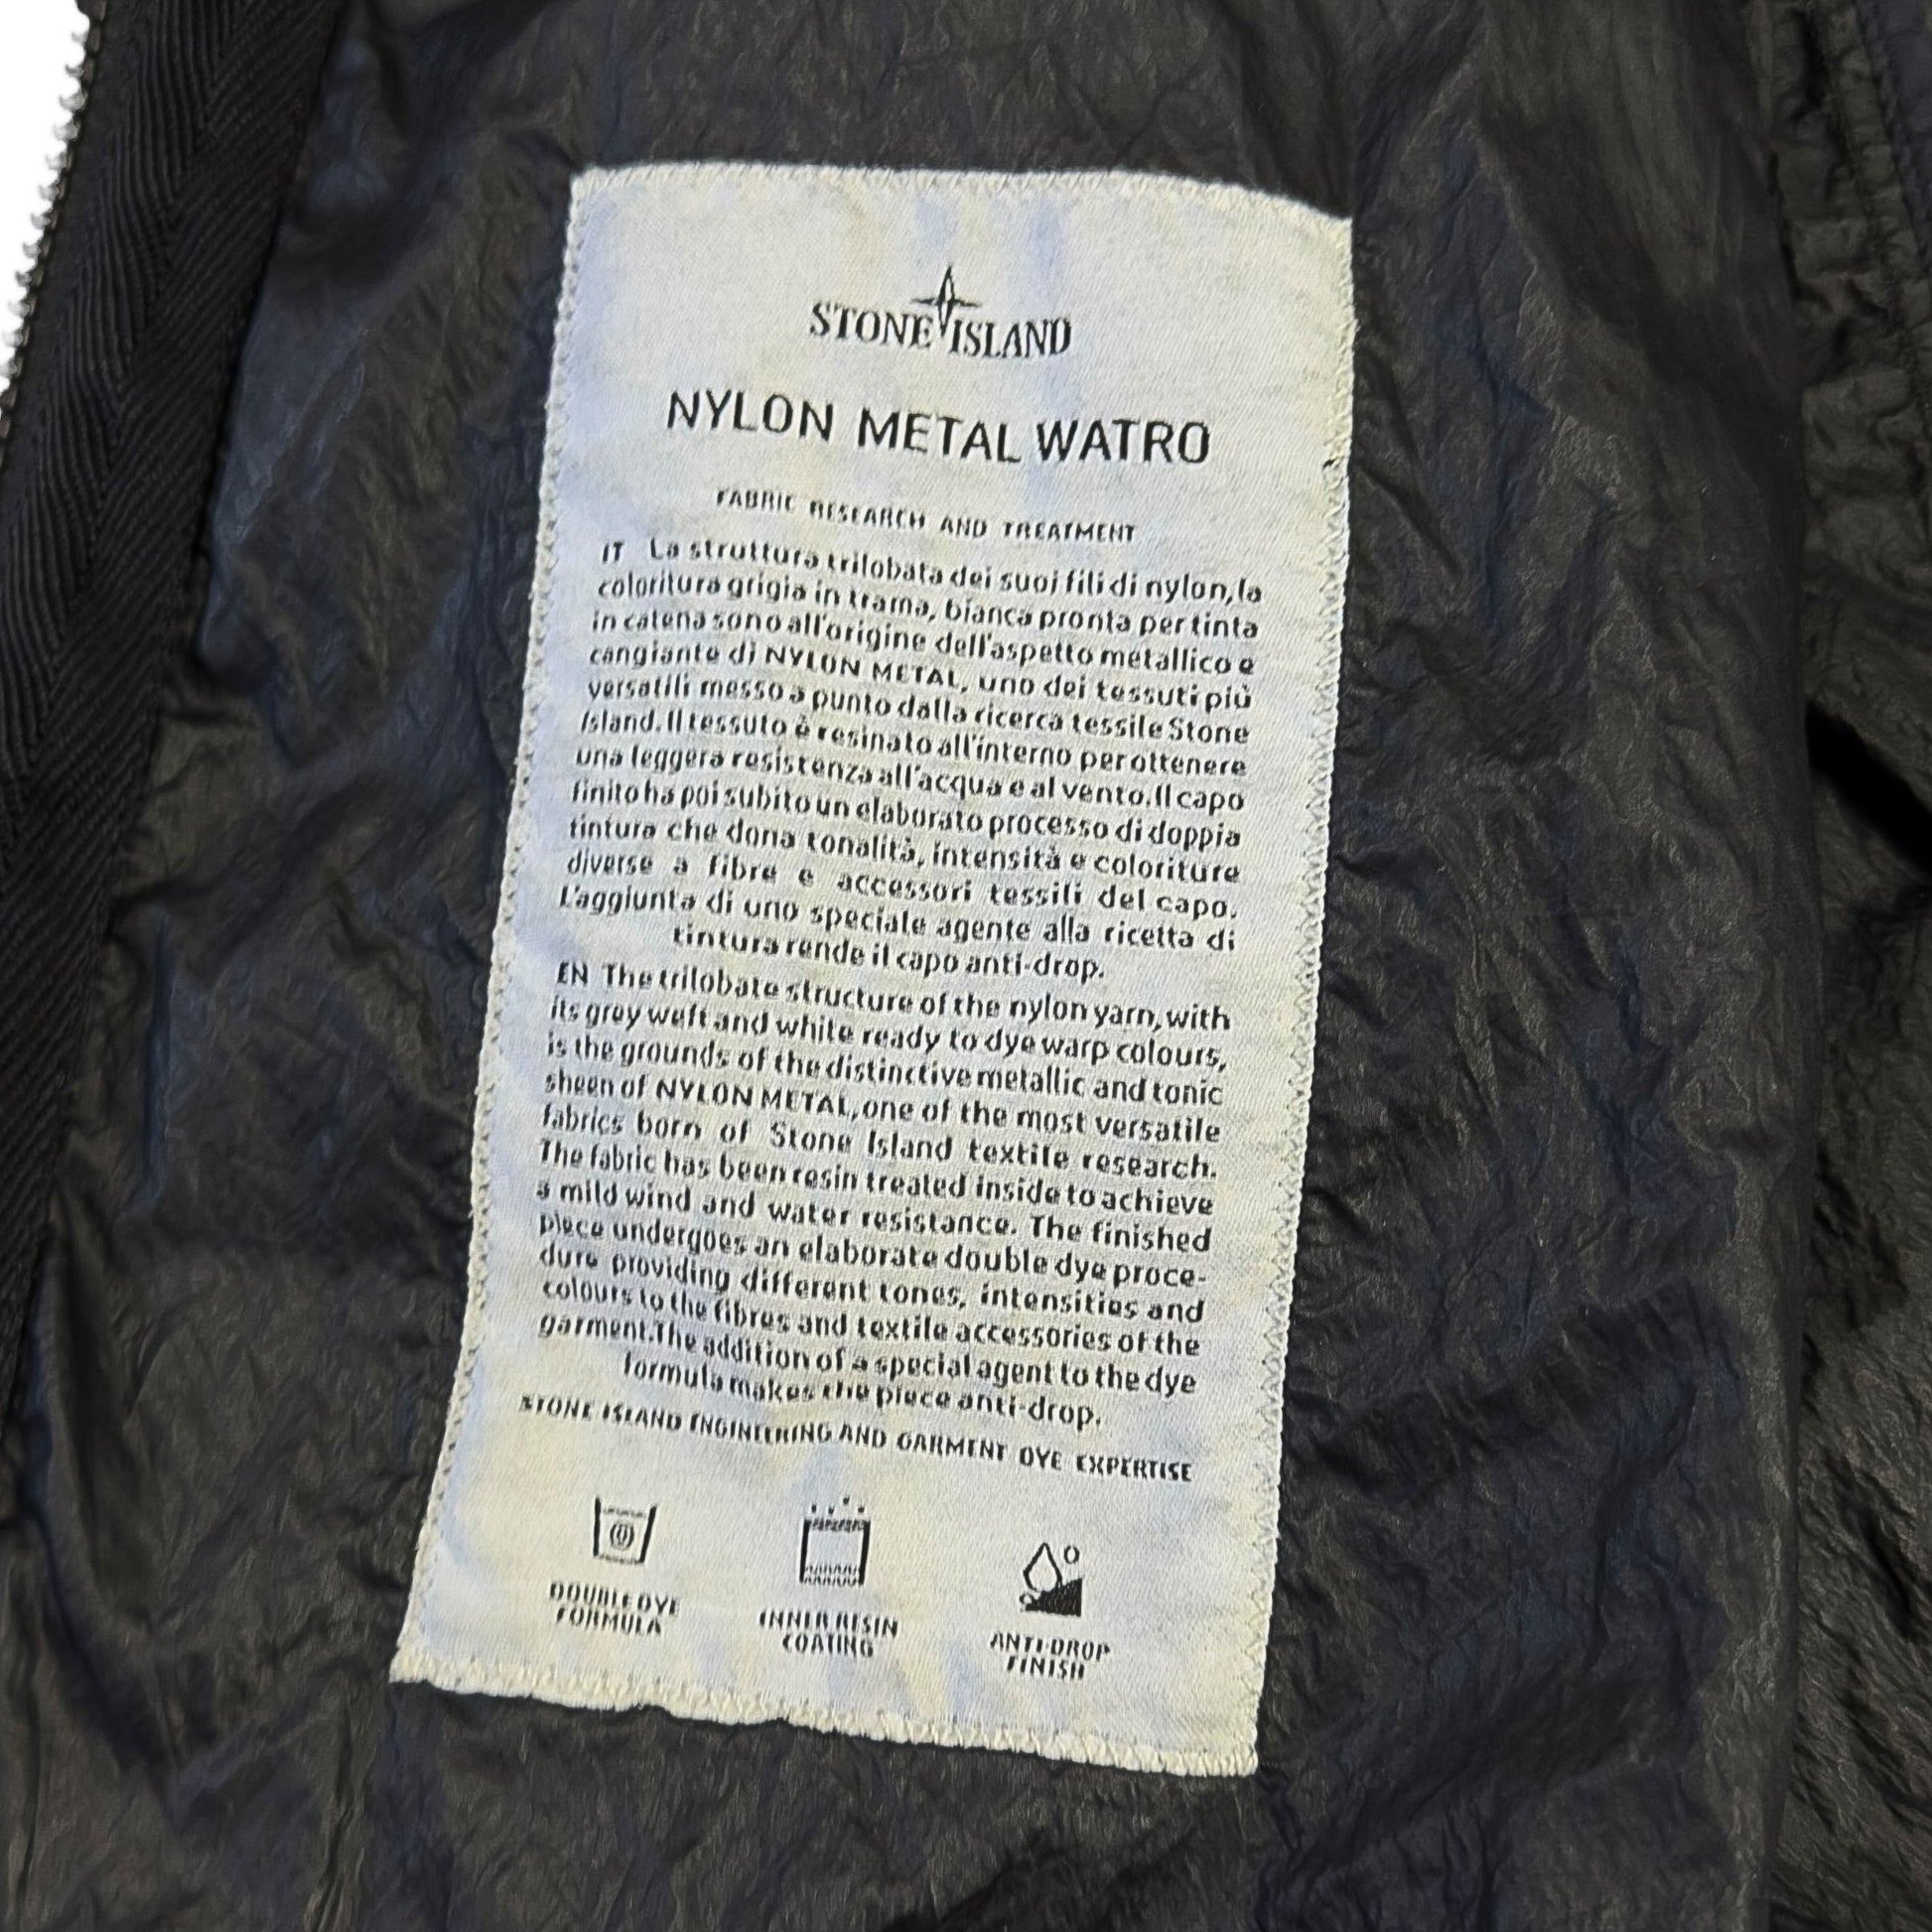 STONE ISLAND
NYLON METAL WATRO
FABRIC RESEARCH AND TREATMENT
IT La struttura trilobata dei suoi fili di nylon, la
coloritura grigia in trama, bianca pronta per tinta
in catena sono all'origine dell'aspetto metallico e
cangiante di NYLON METAL, uno dei tessuti più
versatili messo a punto dalla ricerca tessile Stone
Island. Il tessuto è resinato all'interno per ottenere
una leggera resistenza all'acqua e al vento. Il capo
finito ha poi subito un elaborato processo di doppia
tintura che dona tonalità, intensità e coloriture
diverse a fibre e accessori tessili del capo.
L'aggiunta di uno speciale agente alla ricetta di
tintura rende il capo anti-drop.
EN The trilobate structure of the nylon yarn, with
its grey weft and white ready to dye warp colours,
is the grounds of the distinctive metallic and tonic
sheen of NYLON METAL, one of the most versatile
fabrics born of Stone Island textile research.
The fabric has been resin treated inside to achieve
a mild wind and water resistance. The finished
piece undergoes an elaborate double dye proce-
dure providing different tones, intensities and
colours to the fibres and textile accessories of the
garment. The addition of a special agent to the dye
formula makes the piece anti-drop.
STONE ISLAND ENGINEERING AND GARMENT DYE EXPERTISE
DOUBLE DYE
FORMULA
INNER RESIN
COATING
ANTI-DROP
FINISH